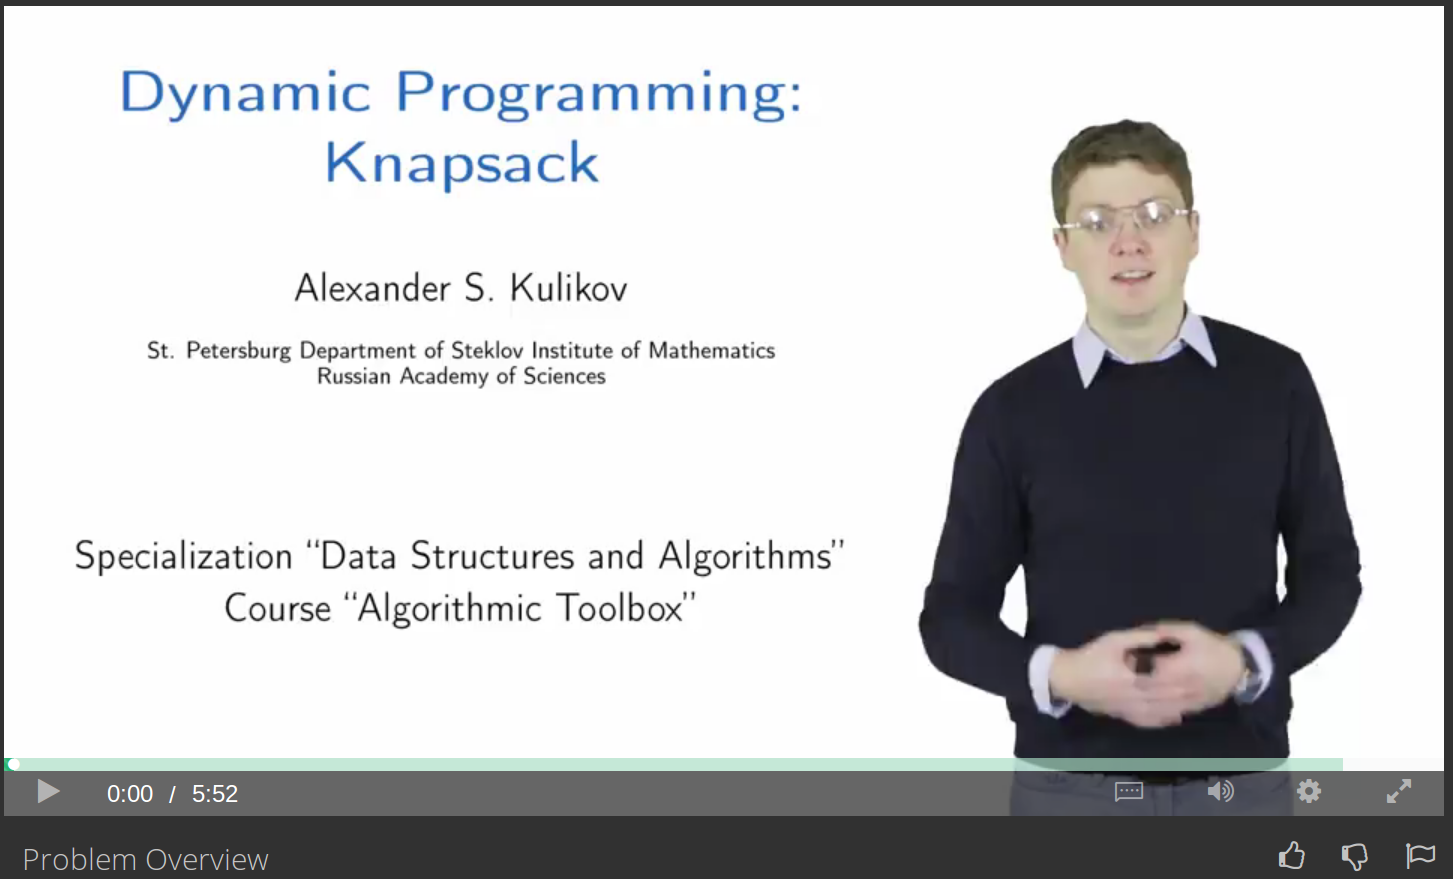 Dynamic Programming:
Knapsack
Alexander S. Kulikov
St. Petersburg Department of Steklov Institute of Mathematics
Russian Academy of Sciences
Specialization “Data Structures and Algorithms”
Course “Algorithmic Toolbox”
0:00 / 5:52
Problem Overview